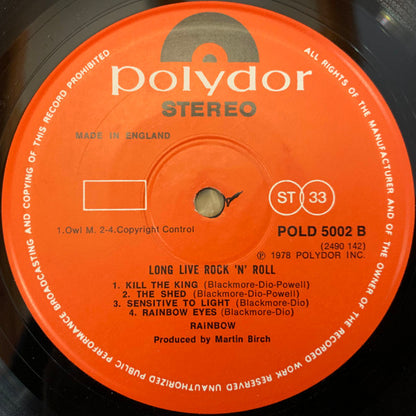 polydor
STEREO
MADE IN ENGLAND
ST 33
POLD 5002 B
(2490 142)
℗ 1978 POLYDOR INC.
1.Owl M. 2-4.Copyright Control
LONG LIVE ROCK 'N' ROLL
1. KILL THE KING (Blackmore-Dio-Powell)
2. THE SHED (Blackmore-Dio-Powell)
3. SENSITIVE TO LIGHT (Blackmore-Dio)
4. RAINBOW EYES (Blackmore-Dio)
RAINBOW
Produced by Martin Birch
ALL RIGHTS OF THE MANUFACTURER AND OF THE OWNER OF THE RECORDED WORK RESERVED UNAUTHORIZED PUBLIC PERFORMANCE BROADCASTING AND COPYING OF THIS RECORD PROHIBITED